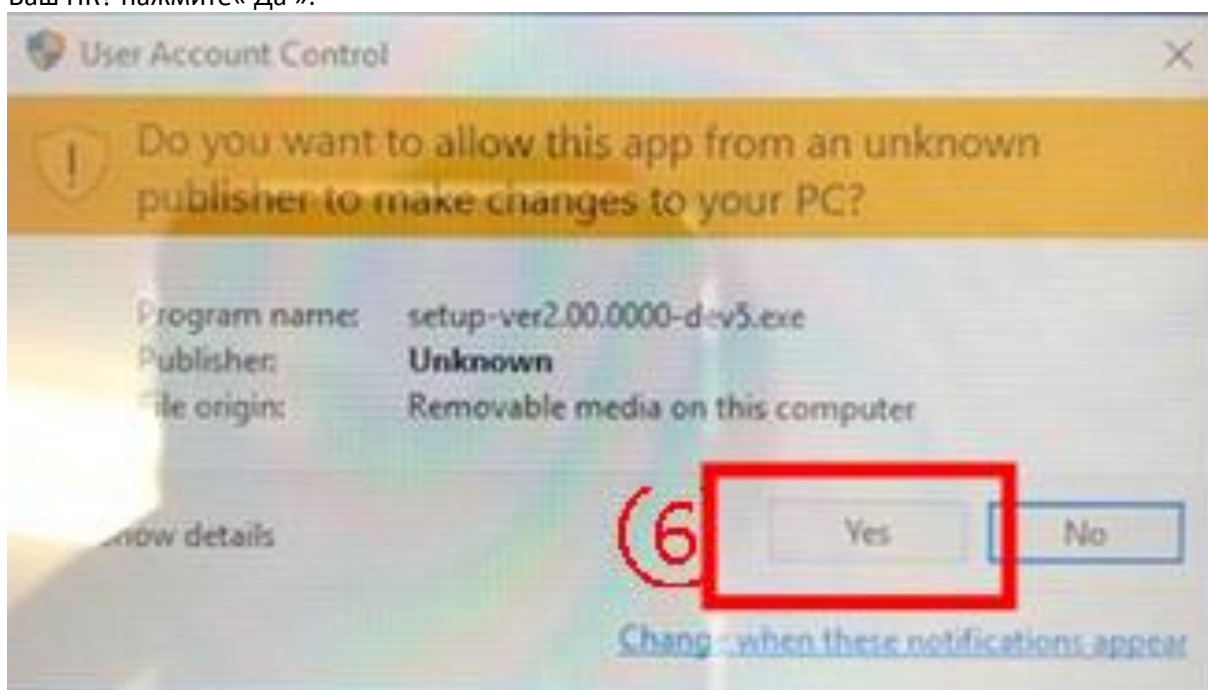 User Account Control
Do you want to allow this app from an unknown
publisher to make changes to your PC?
Program name: setup-ver2.00.0000-dev5.exe
Publisher: Unknown
File origin: Removable media on this computer
Show details
(6
Yes
No
Change when these notifications appear